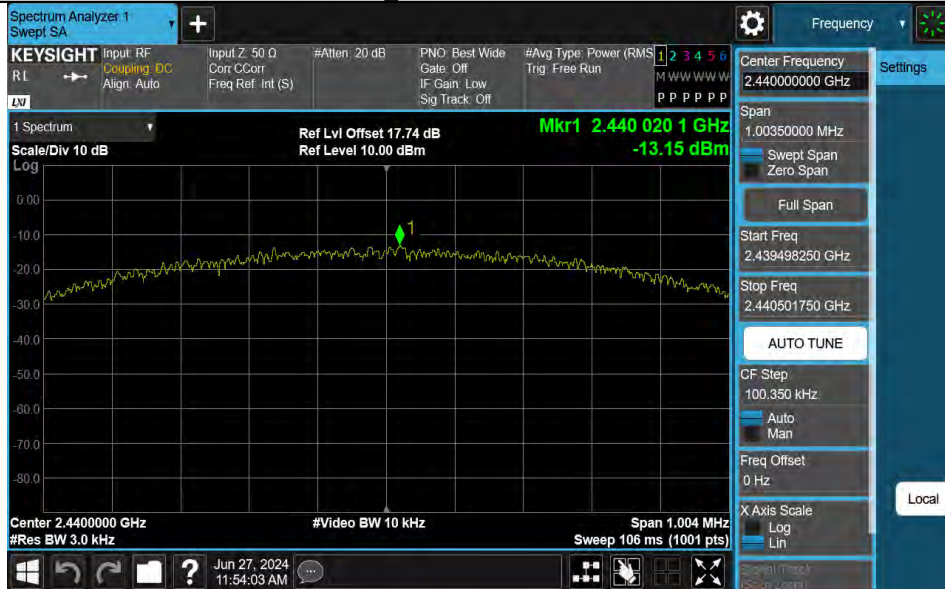 Spectrum Analyzer 1
Swept SA
+
Frequency
KEYSIGHT
RL
LXI
Input: RF
Coupling: DC
Align: Auto
Input Z: 50 Ω
Corr CCorr
Freq Ref: Int (S)
#Atten: 20 dB
PNO: Best Wide
Gate: Off
IF Gain: Low
Sig Track: Off
#Avg Type: Power (RMS
Trig: Free Run
1 2 3 4 5 6
M W W W W W
P P P P P P
1 Spectrum
Scale/Div 10 dB
Log
Ref Lvl Offset 17.74 dB
Ref Level 10.00 dBm
Mkr1 2.440 020 1 GHz
-13.15 dBm
1
0.00
-10.0
-20.0
-30.0
-40.0
-50.0
-60.0
-70.0
-80.0
Center 2.4400000 GHz
#Res BW 3.0 kHz
#Video BW 10 kHz
Span 1.004 MHz
Sweep 106 ms (1001 pts)
?
Jun 27, 2024
11:54:03 AM
Center Frequency
2.440000000 GHz
Span
1.00350000 MHz
Swept Span
Zero Span
Full Span
Start Freq
2.439498250 GHz
Stop Freq
2.440501750 GHz
AUTO TUNE
CF Step
100.350 kHz
Auto
Man
Freq Offset
0 Hz
X Axis Scale
Log
Lin
Signal Track
Settings
Local